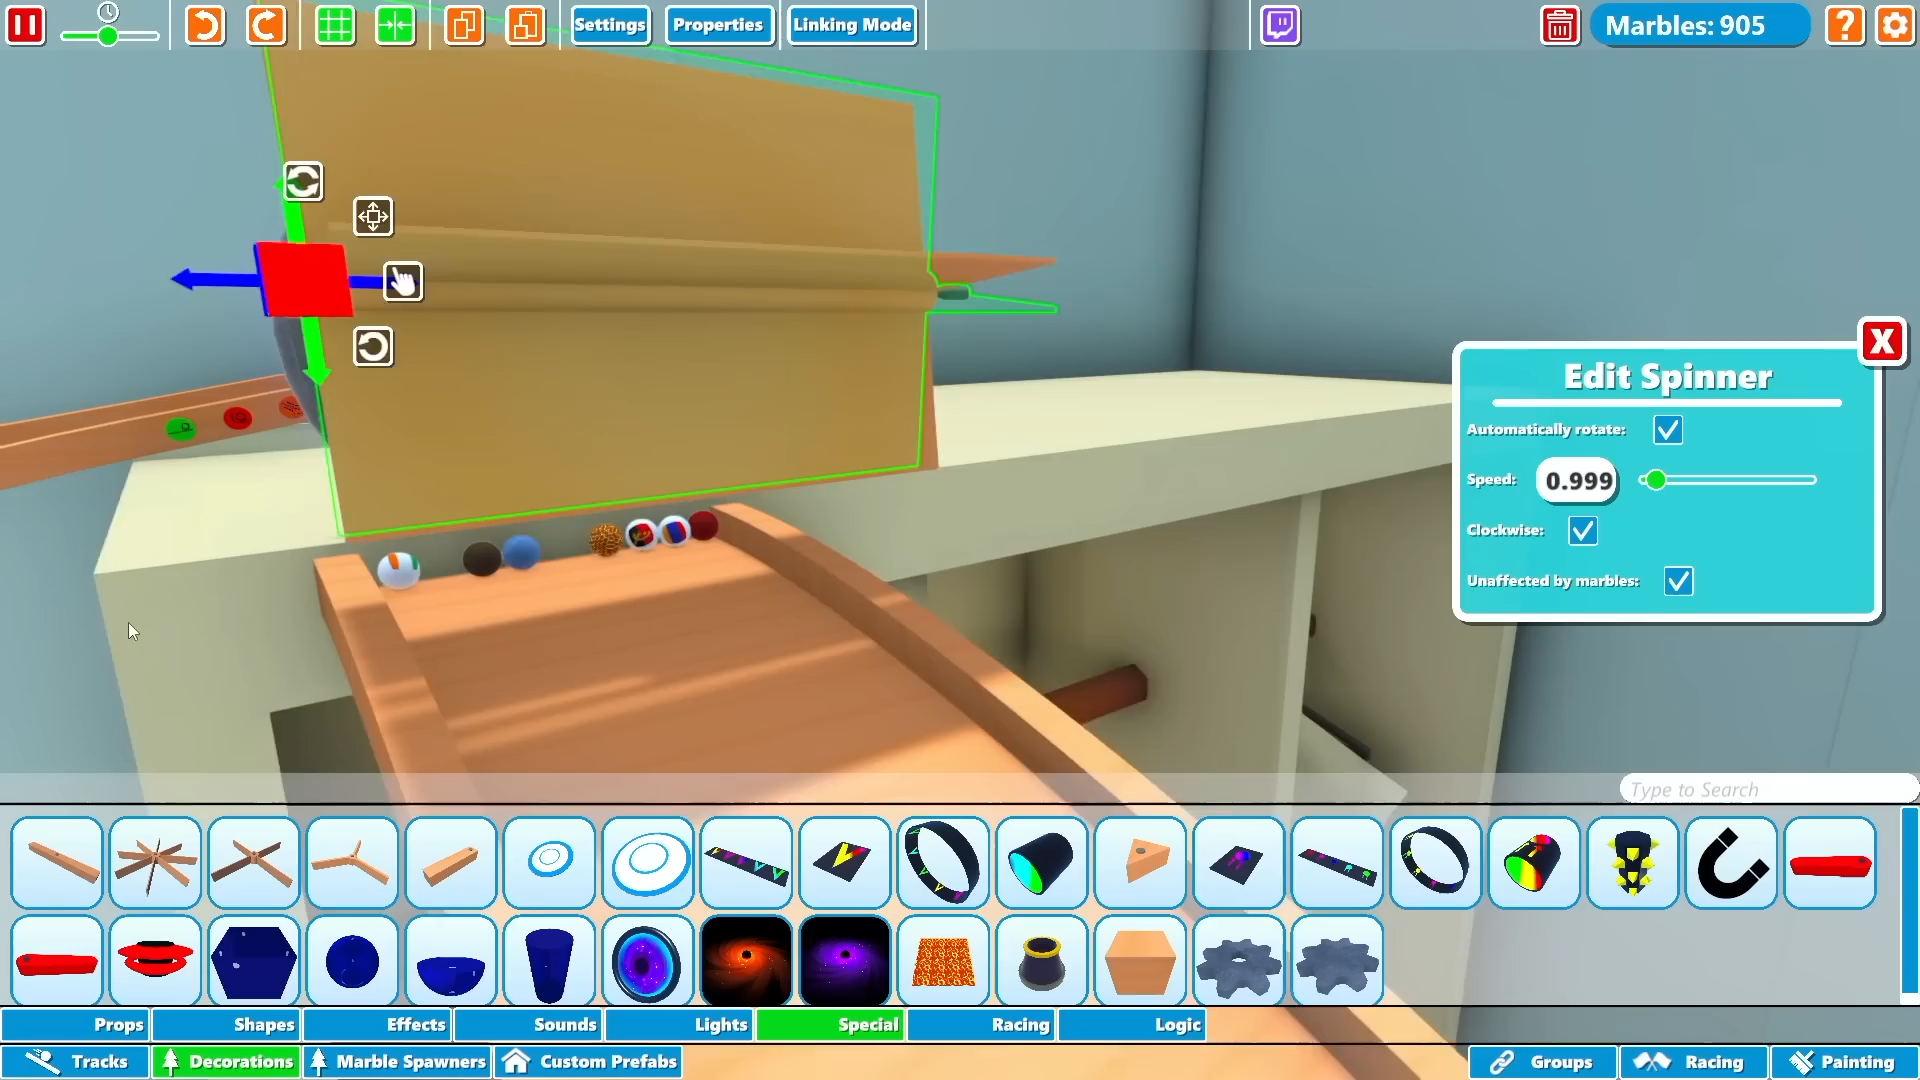 Settings
Properties
Linking Mode
Marbles: 905
?
X
Edit Spinner
Automatically rotate:
Speed: 0.999
Clockwise:
Unaffected by marbles:
Type to Search
Props
Shapes
Effects
Sounds
Lights
Special
Racing
Logic
Tracks
Decorations
Marble Spawners
Custom Prefabs
Groups
Racing
Painting